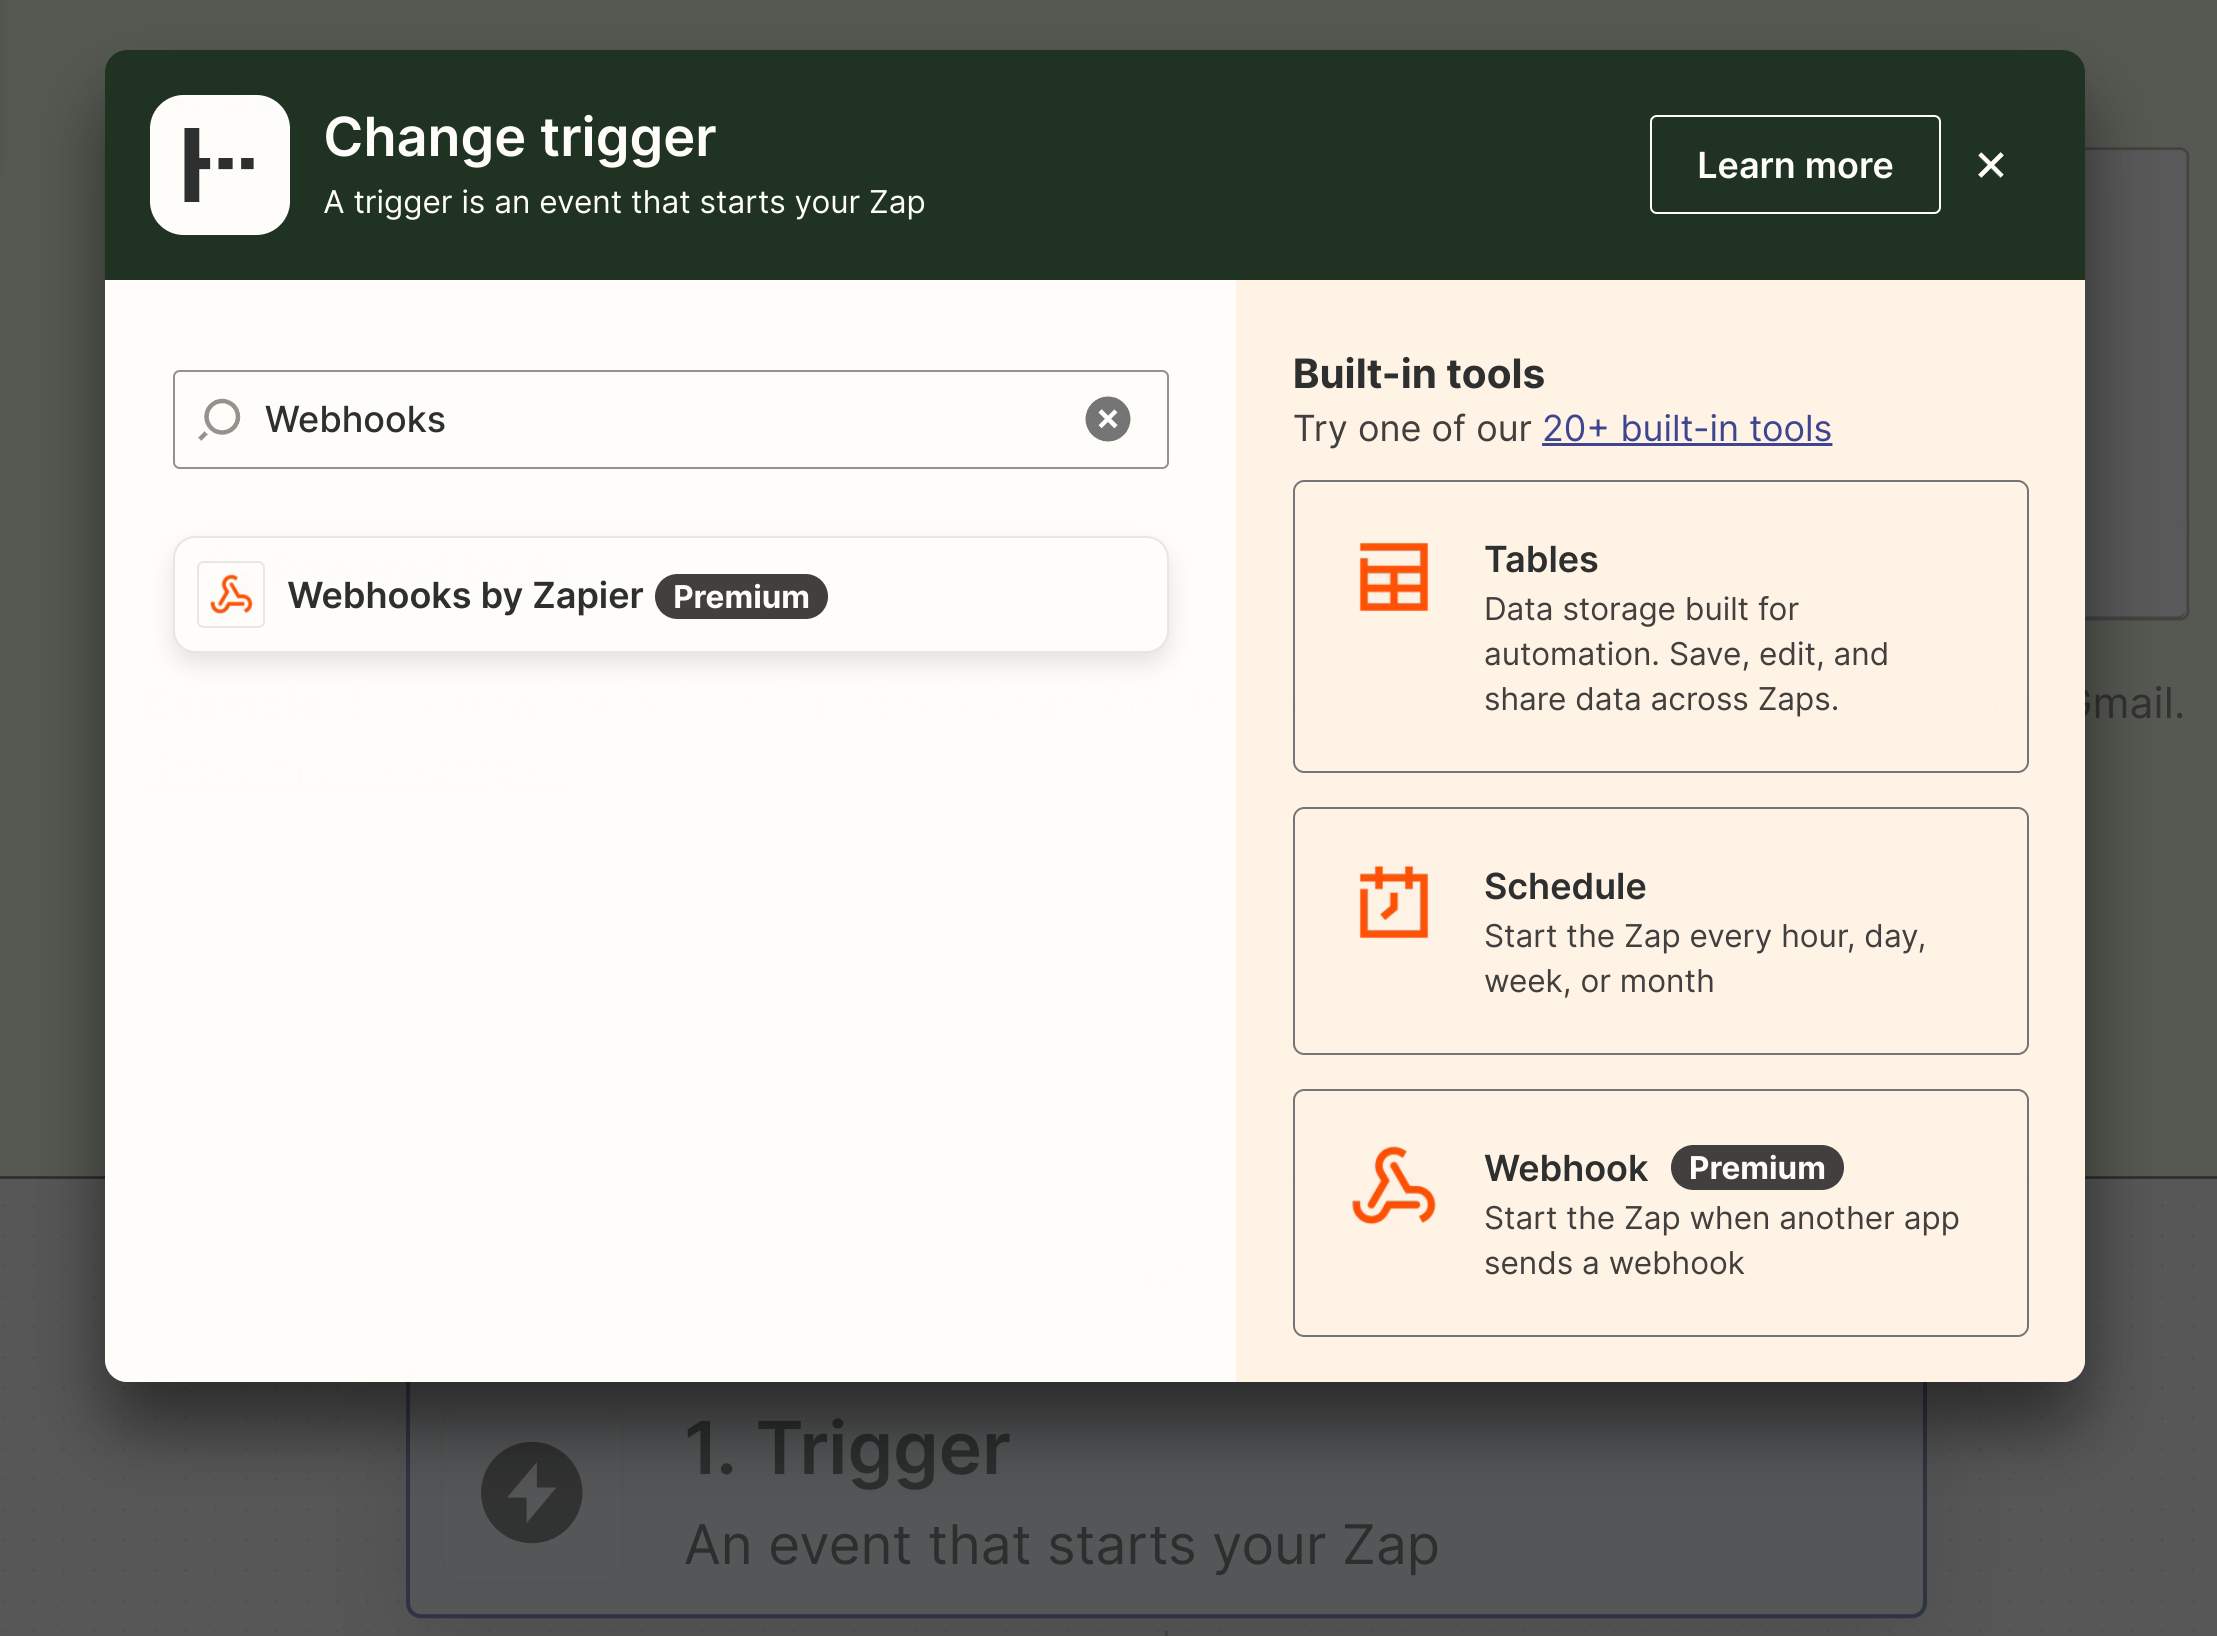 Change trigger
A trigger is an event that starts your Zap
Learn more
Webhooks
Webhooks by Zapier Premium
Built-in tools
Try one of our 20+ built-in tools
Tables
Data storage built for
automation. Save, edit, and
share data across Zaps.
Schedule
Start the Zap every hour, day,
week, or month
Webhook Premium
Start the Zap when another app
sends a webhook
Gmail.
1. Trigger
An event that starts your Zap